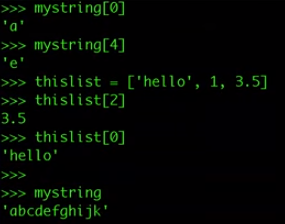 >>> mystring[0]
'a'
>>> mystring[4]
'e'
>>> thislist = ['hello', 1, 3.5]
>>> thislist[2]
3.5
>>> thislist[0]
'hello'
>>>
>>> mystring
'abcdefghijk'